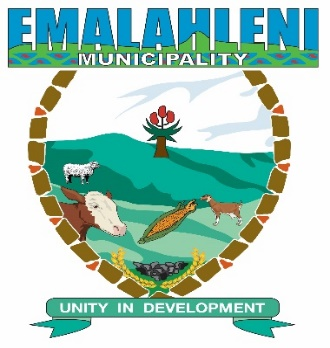 EMALAHLENI
MUNICIPALITY
UNITY IN DEVELOPMENT